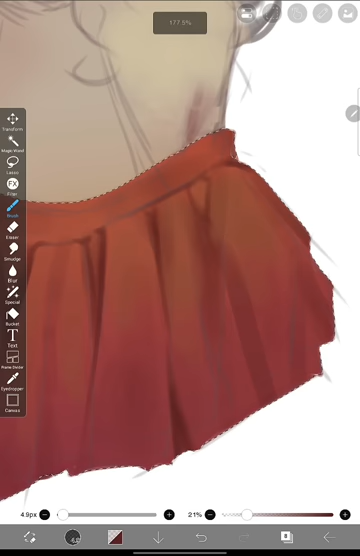 177.5%
Transform
Magic Wand
Lasso
FX
Filter
Brush
Eraser
Smudge
Blur
Special
Bucket
T
Text
Frame Divider
Eyedropper
Canvas
4.9px
21%